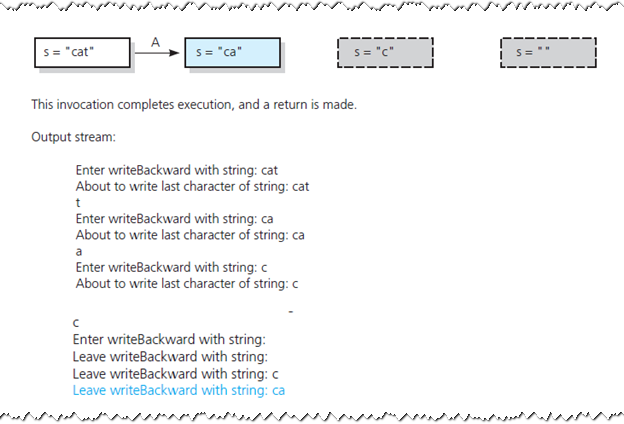 A
s = "cat" s = "ca" s = "c" s = ""
This invocation completes execution, and a return is made.
Output stream:
Enter writeBackward with string: cat
About to write last character of string: cat
t
Enter writeBackward with string: ca
About to write last character of string: ca
a
Enter writeBackward with string: c
About to write last character of string: c
c
Enter writeBackward with string:
Leave writeBackward with string:
Leave writeBackward with string: c
Leave writeBackward with string: ca